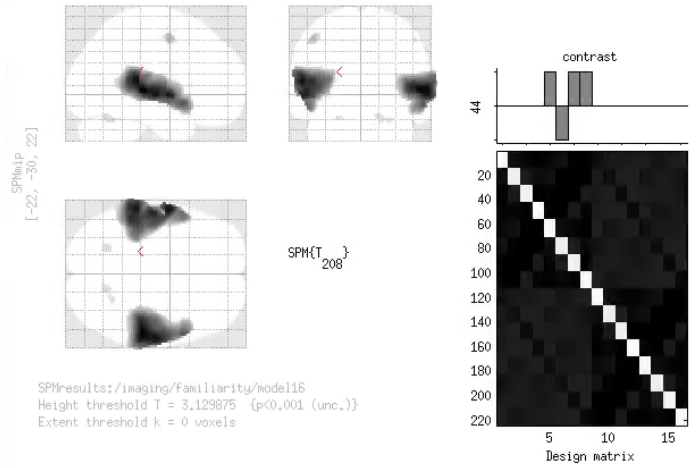 contrast
44
SPMmip
[-22, -30, 22]
SPM{T208}
20
40
60
80
100
120
140
160
180
200
220
5
10
15
Design matrix
SPMresults:/imaging/familiarity/model16
Height threshold T = 3.129875  {p<0.001 (unc.)}
Extent threshold k = 0 voxels